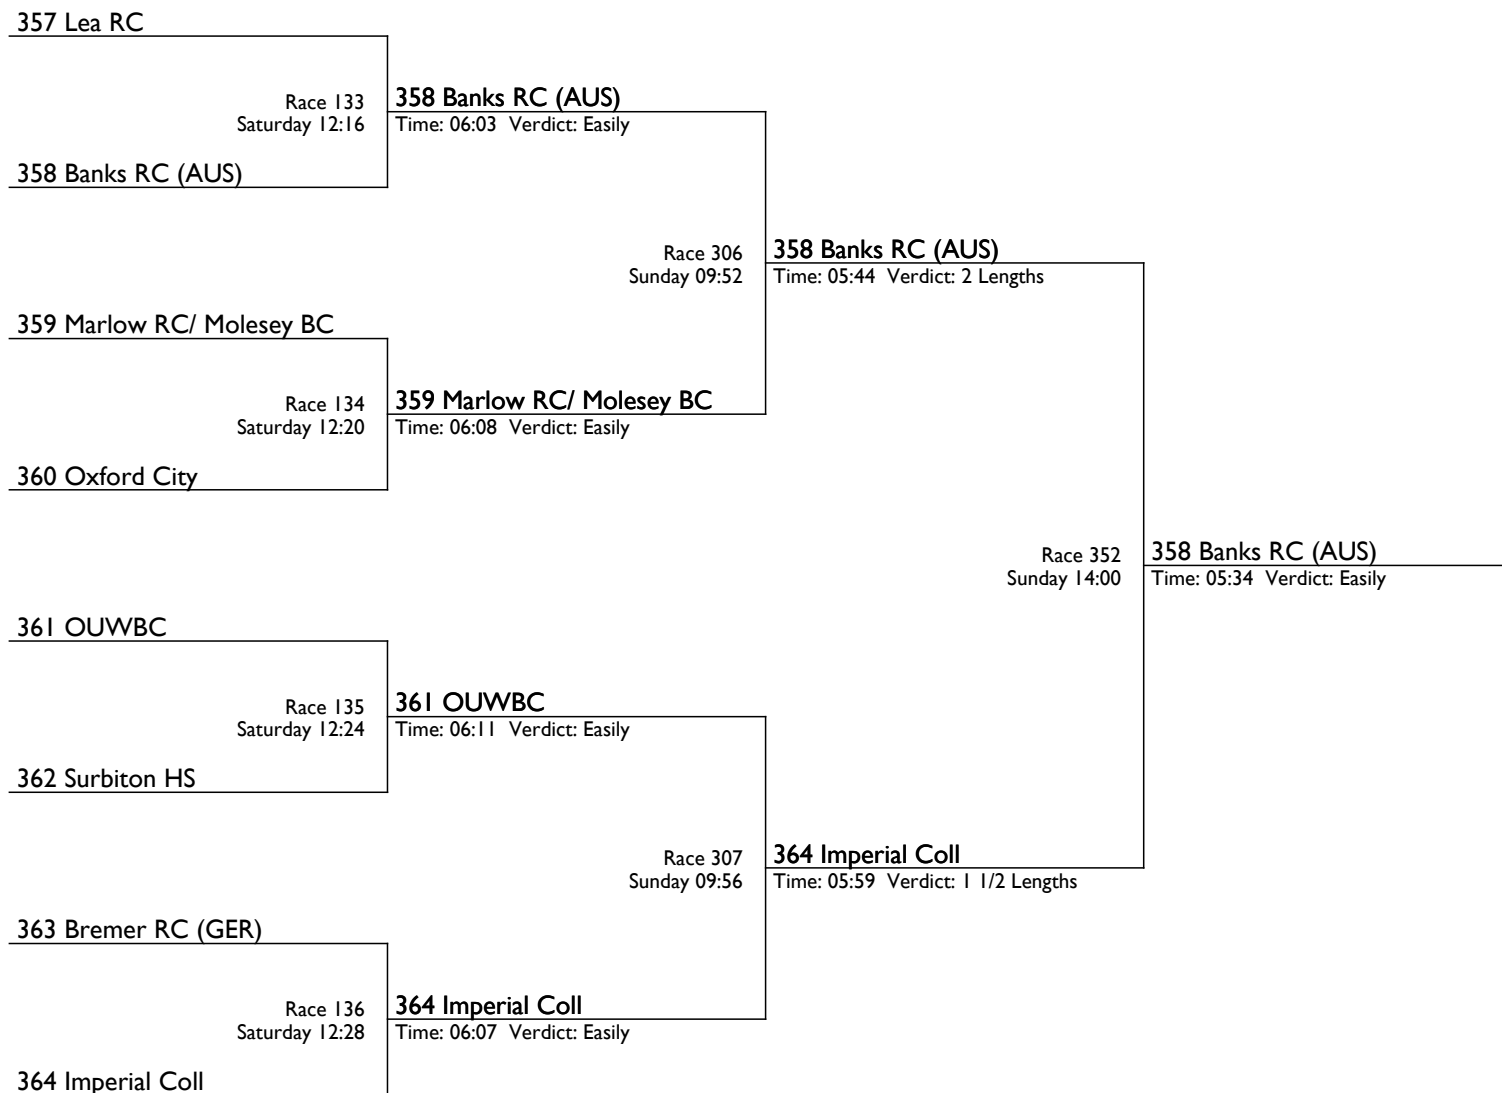 357 Lea RC
Race 133
Saturday 12:16
358 Banks RC (AUS)
Time: 06:03 Verdict: Easily
358 Banks RC (AUS)
Race 306
Sunday 09:52
358 Banks RC (AUS)
Time: 05:44 Verdict: 2 Lengths
359 Marlow RC/ Molesey BC
Race 134
Saturday 12:20
359 Marlow RC/ Molesey BC
Time: 06:08 Verdict: Easily
360 Oxford City
Race 352
Sunday 14:00
358 Banks RC (AUS)
Time: 05:34 Verdict: Easily
361 OUWBC
Race 135
Saturday 12:24
361 OUWBC
Time: 06:11 Verdict: Easily
362 Surbiton HS
Race 307
Sunday 09:56
364 Imperial Coll
Time: 05:59 Verdict: 1 1/2 Lengths
363 Bremer RC (GER)
Race 136
Saturday 12:28
364 Imperial Coll
Time: 06:07 Verdict: Easily
364 Imperial Coll